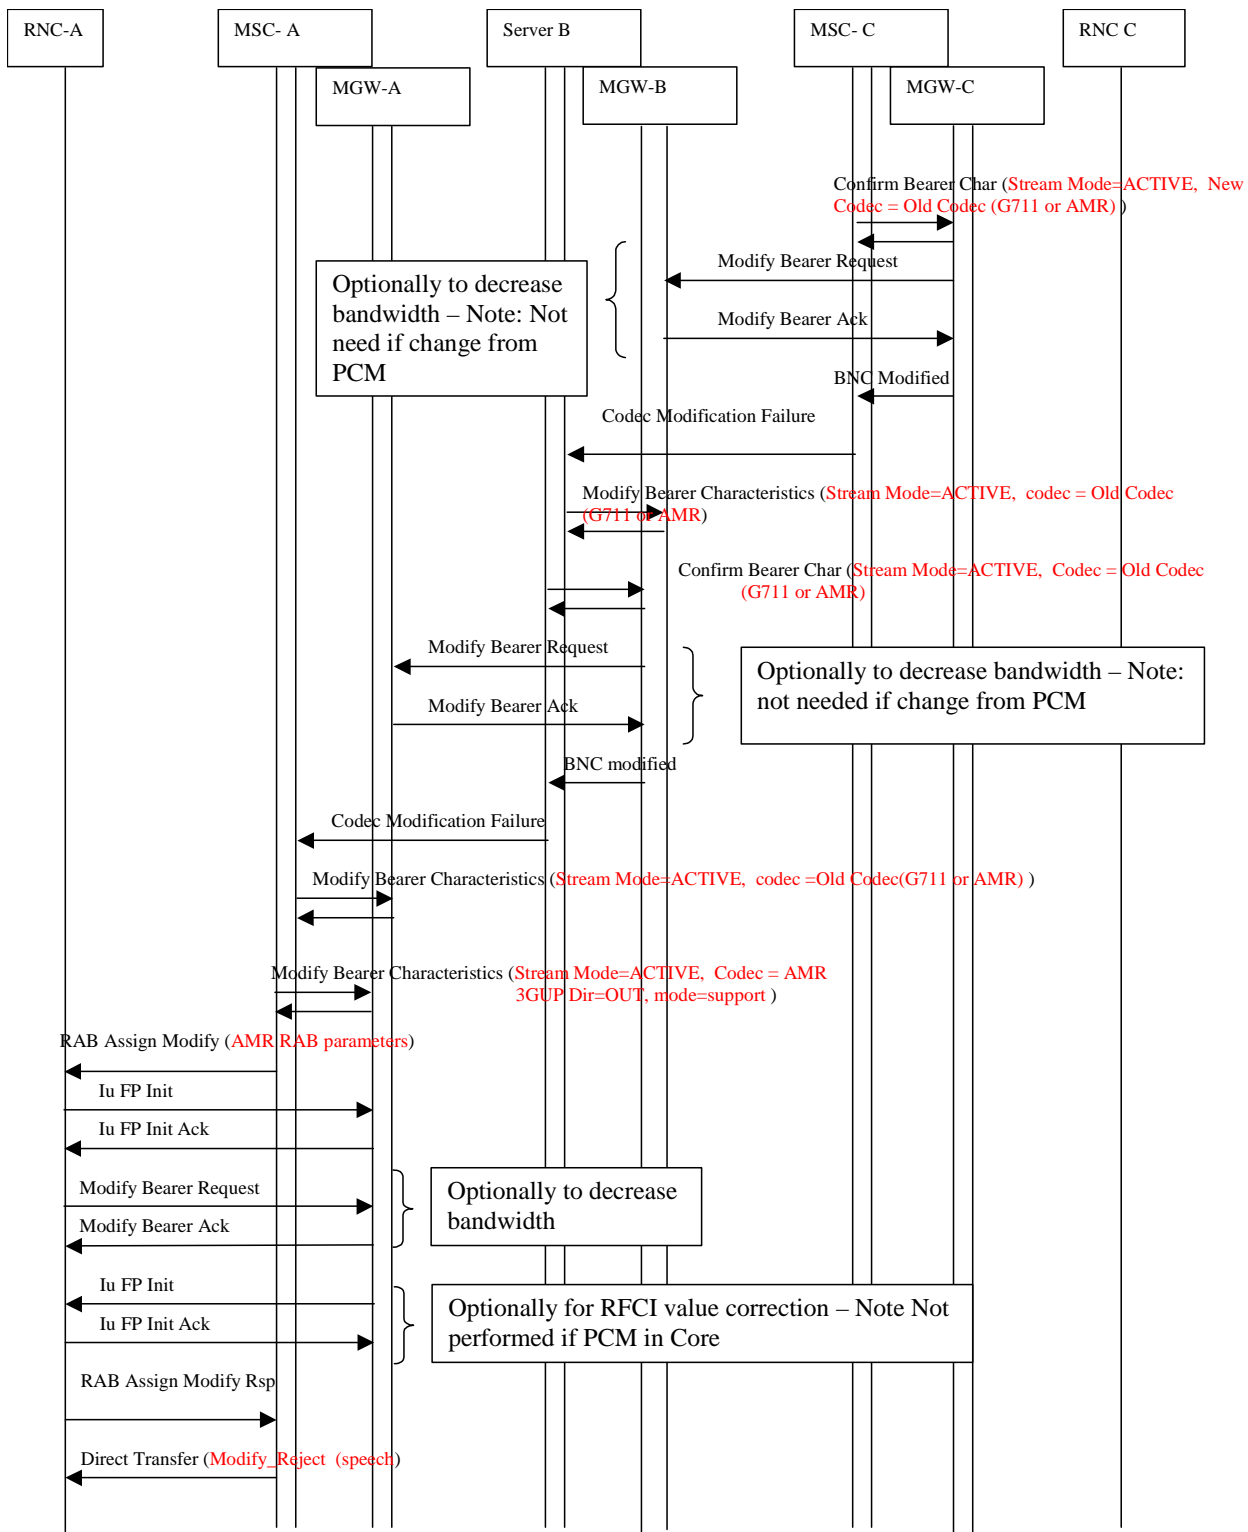 RNC-A
MSC- A
Server B
MSC- C
RNC C
MGW-A
MGW-B
MGW-C
Confirm Bearer Char (Stream Mode=ACTIVE,  New
Codec = Old Codec (G711 or AMR) )
Modify Bearer Request
Optionally to decrease
bandwidth – Note: Not
need if change from
PCM
Modify Bearer Ack
BNC Modified
Codec Modification Failure
Modify Bearer Characteristics (Stream Mode=ACTIVE,  codec = Old Codec
(G711 or AMR)
Confirm Bearer Char (Stream Mode=ACTIVE,  Codec = Old Codec
(G711 or AMR)
Modify Bearer Request
Optionally to decrease bandwidth – Note:
not needed if change from PCM
Modify Bearer Ack
BNC modified
Codec Modification Failure
Modify Bearer Characteristics (Stream Mode=ACTIVE,  codec =Old Codec(G711 or AMR) )
Modify Bearer Characteristics (Stream Mode=ACTIVE,  Codec = AMR
3GUP Dir=OUT, mode=support )
RAB Assign Modify (AMR RAB parameters)
Iu FP Init
Iu FP Init Ack
Modify Bearer Request
Optionally to decrease
bandwidth
Modify Bearer Ack
Iu FP Init
Optionally for RFCI value correction – Note Not
performed if PCM in Core
Iu FP Init Ack
RAB Assign Modify Rsp
Direct Transfer (Modify_Reject  (speech)